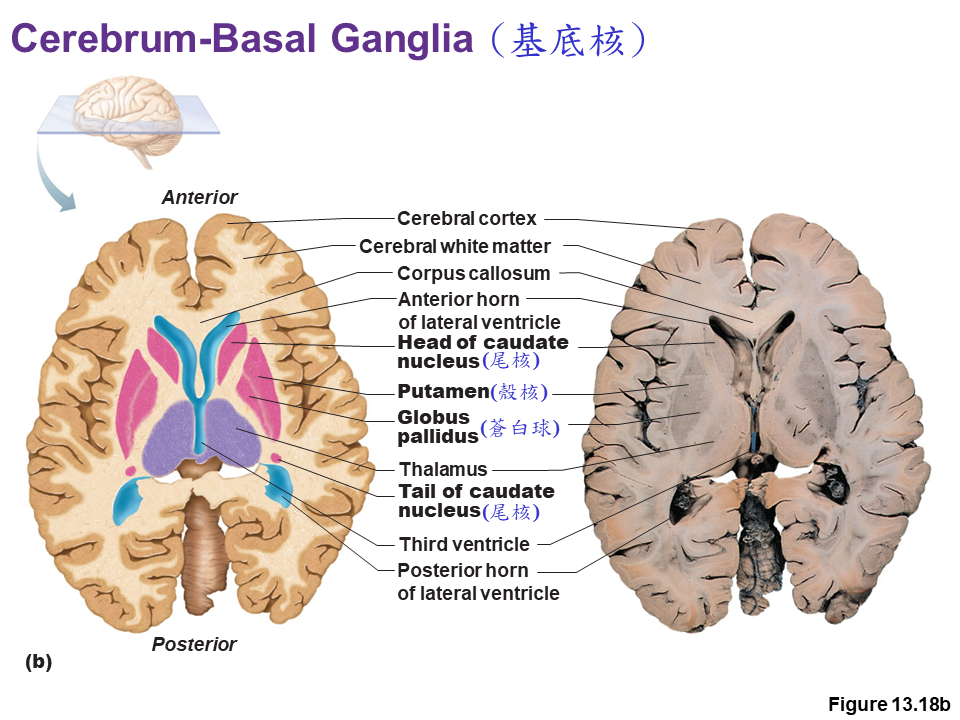 Cerebrum-Basal Ganglia (基底核)
Anterior
Cerebral cortex
Cerebral white matter
Corpus callosum
Anterior horn
of lateral ventricle
Head of caudate
nucleus(尾核)
Putamen(殼核)
Globus
pallidus(蒼白球)
Thalamus
Tail of caudate
nucleus(尾核)
Third ventricle
Posterior horn
of lateral ventricle
Posterior
(b)
Figure 13.18b